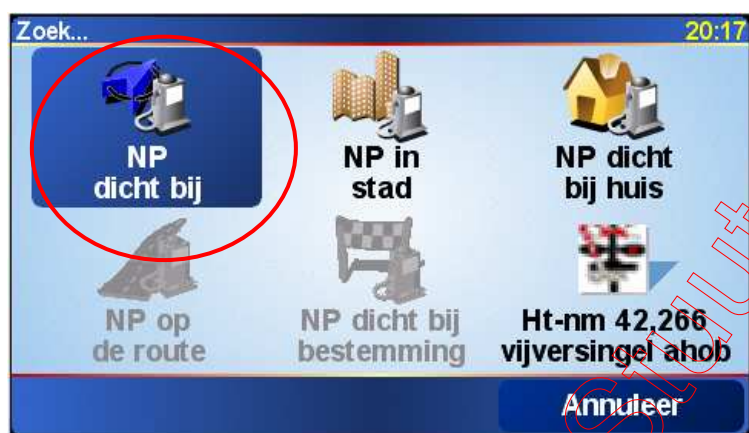 Zoek...
20:17
NP
dicht bij
NP in
stad
NP dicht
bij huis
NP op
de route
NP dicht bij
bestemming
Ht-nm 42,266
vijversingel ahob
Annuleer
Stuut